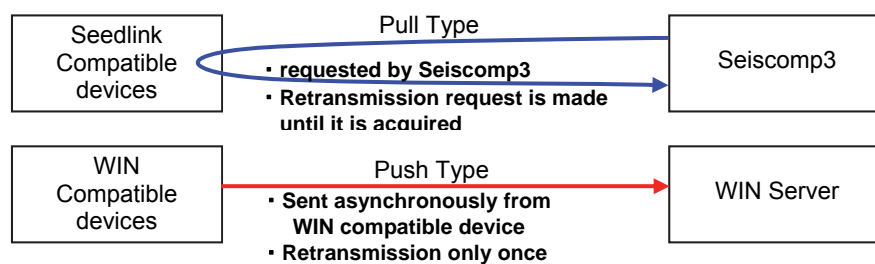 Seedlink
Compatible
devices
Pull Type
・requested by Seiscomp3
・Retransmission request is made
until it is acquired
Seiscomp3
WIN
Compatible
devices
Push Type
・Sent asynchronously from
WIN compatible device
・Retransmission only once
WIN Server